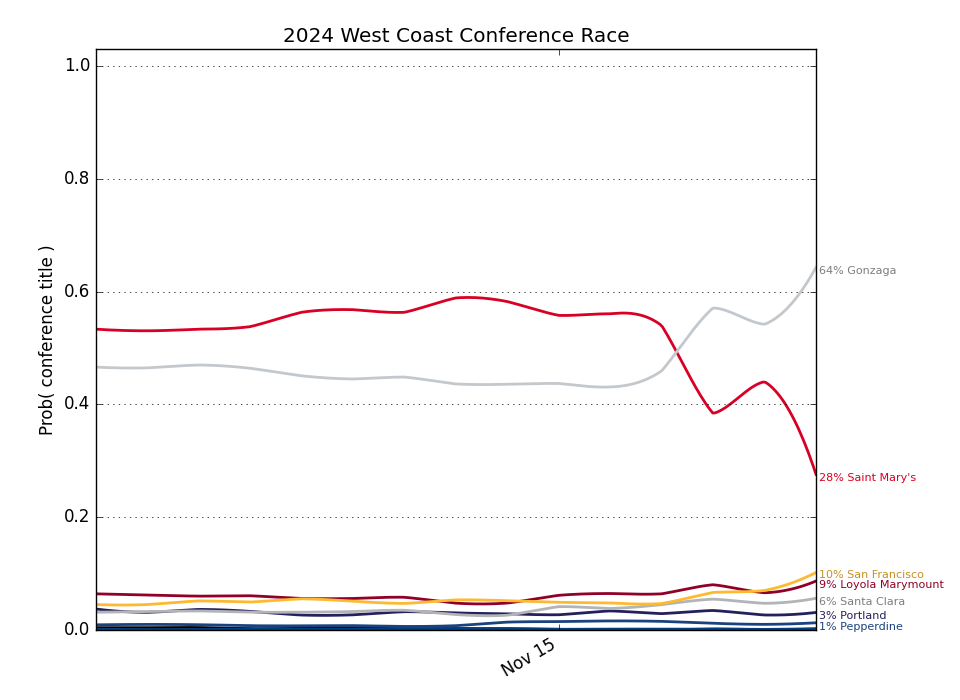 2024 West Coast Conference Race
Prob( conference title )
1.0
0.8
0.6
0.4
0.2
0.0
Nov 15
64% Gonzaga
28% Saint Mary's
10% San Francisco
9% Loyola Marymount
6% Santa Clara
3% Portland
1% Pepperdine